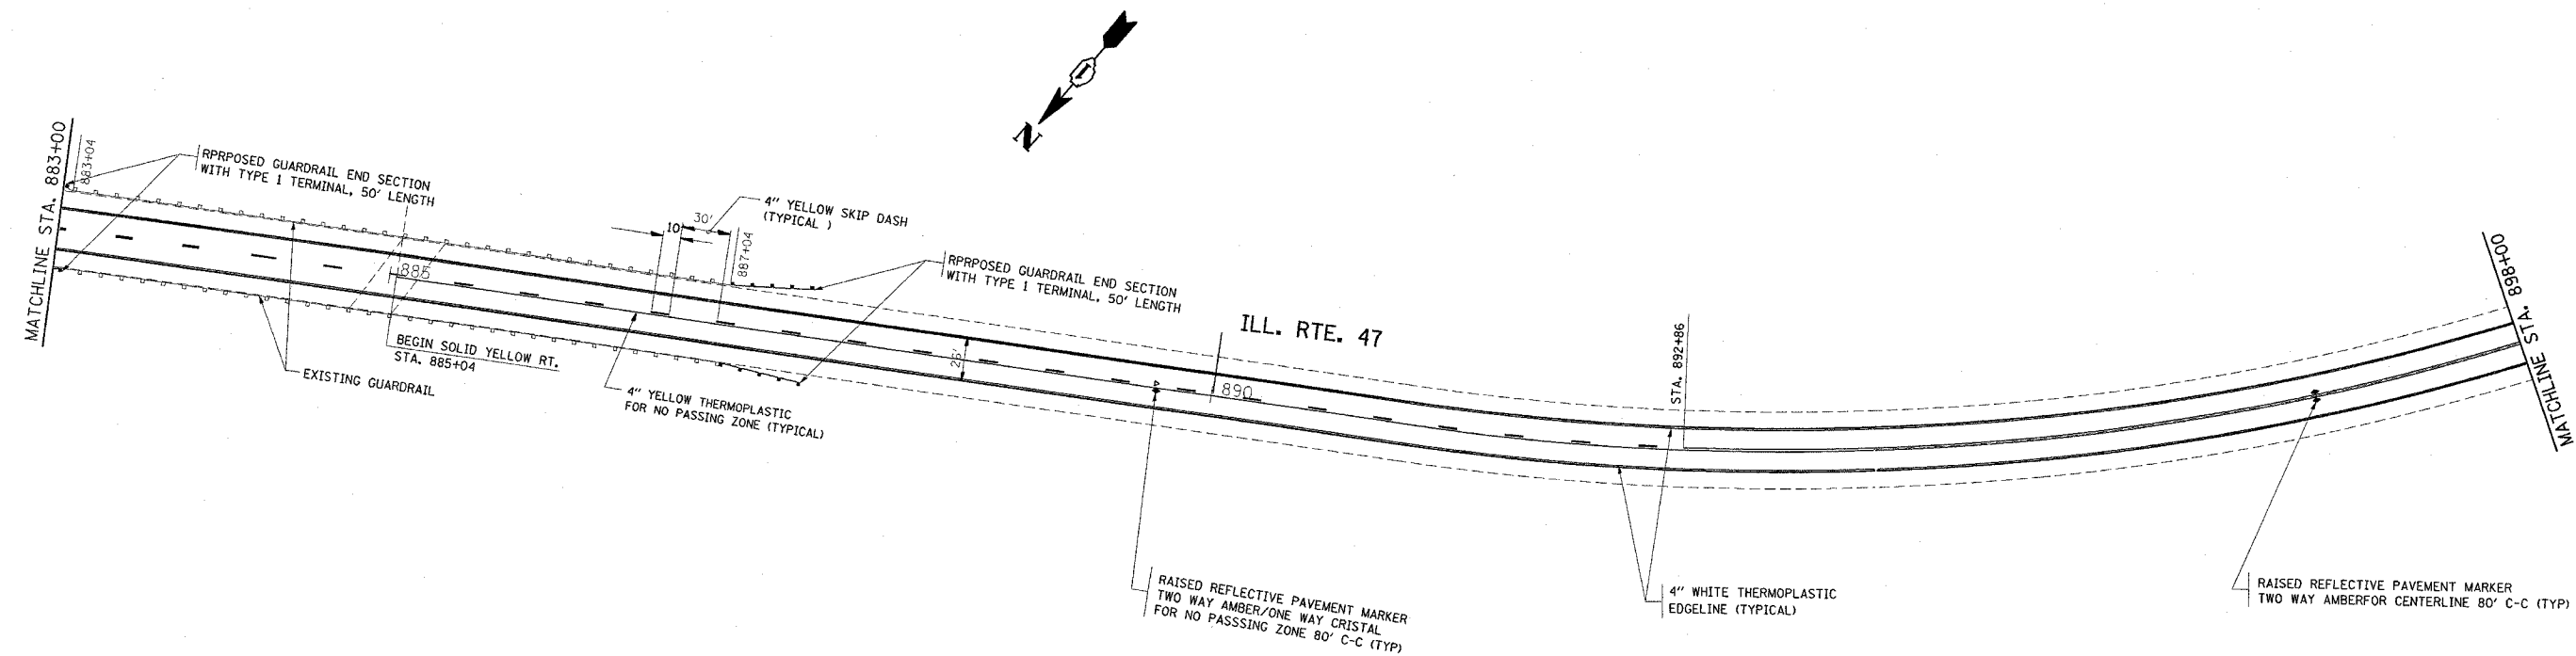 N
MATCHLINE STA. 883+00
883+04
RPRPOSED GUARDRAIL END SECTION
WITH TYPE 1 TERMINAL, 50' LENGTH
30'
10'
4" YELLOW SKIP DASH
(TYPICAL )
887+04
RPRPOSED GUARDRAIL END SECTION
WITH TYPE 1 TERMINAL, 50' LENGTH
885
BEGIN SOLID YELLOW RT.
STA. 885+04
EXISTING GUARDRAIL
4" YELLOW THERMOPLASTIC
FOR NO PASSING ZONE (TYPICAL)
ILL. RTE. 47
890
STA. 892+86
MATCHLINE STA. 898+00
RAISED REFLECTIVE PAVEMENT MARKER
TWO WAY AMBER/ONE WAY CRISTAL
FOR NO PASSSING ZONE 80' C-C (TYP)
4" WHITE THERMOPLASTIC
EDGELINE (TYPICAL)
RAISED REFLECTIVE PAVEMENT MARKER
TWO WAY AMBERFOR CENTERLINE 80' C-C (TYP)